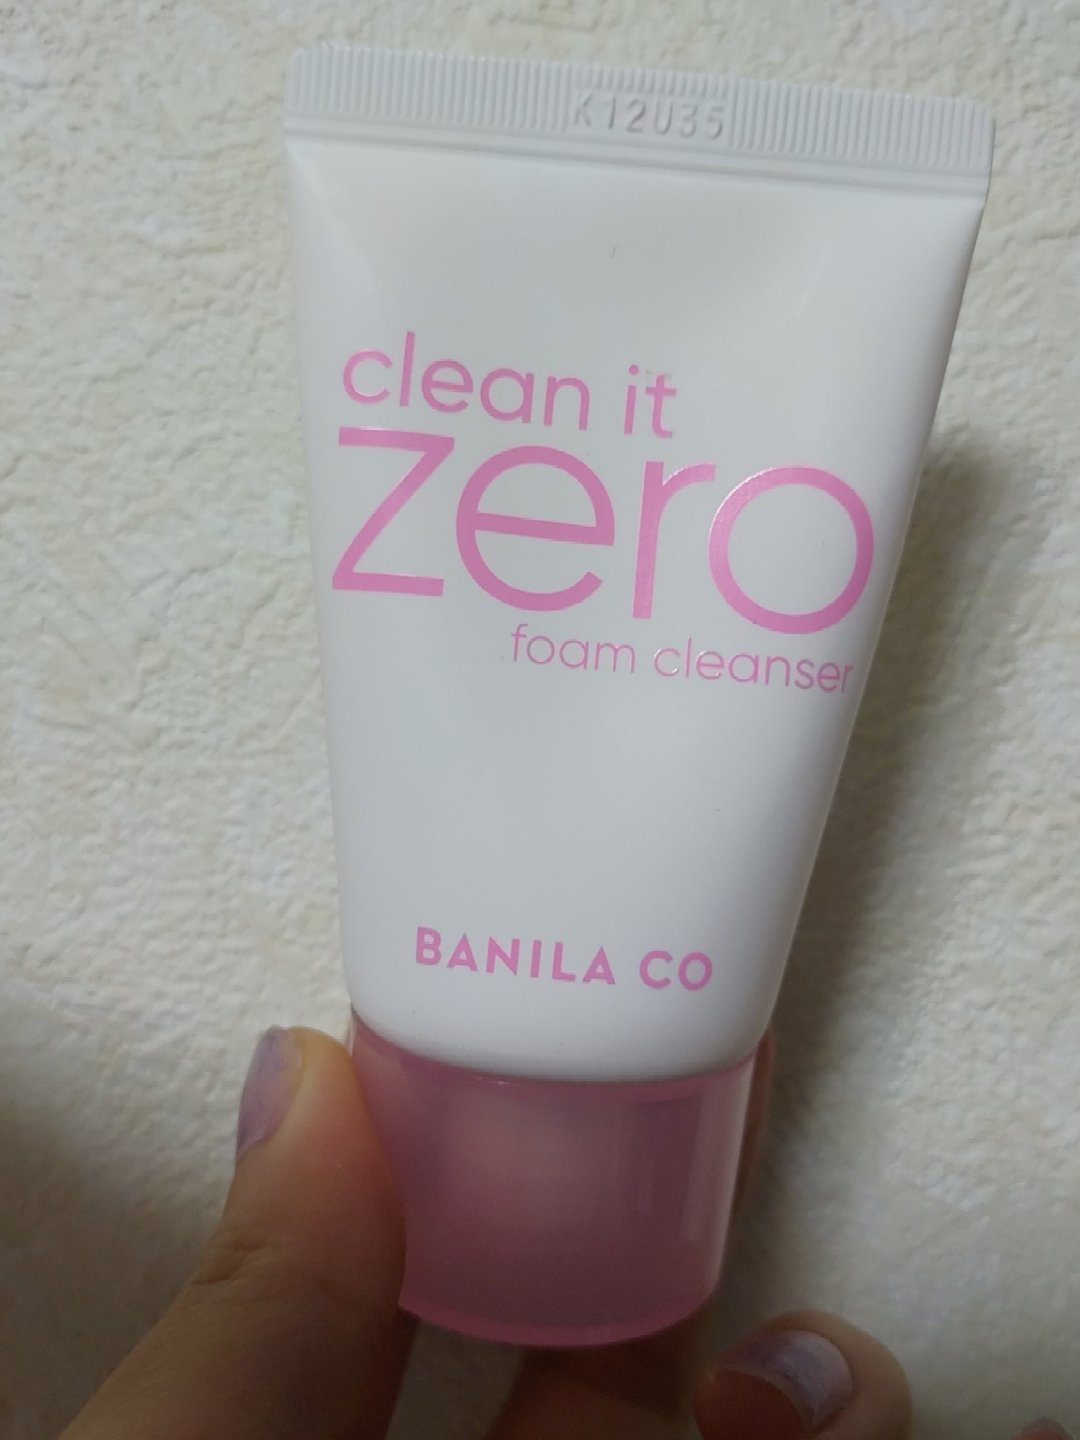 K12U35
clean it
zero
foam cleanser
BANILA CO